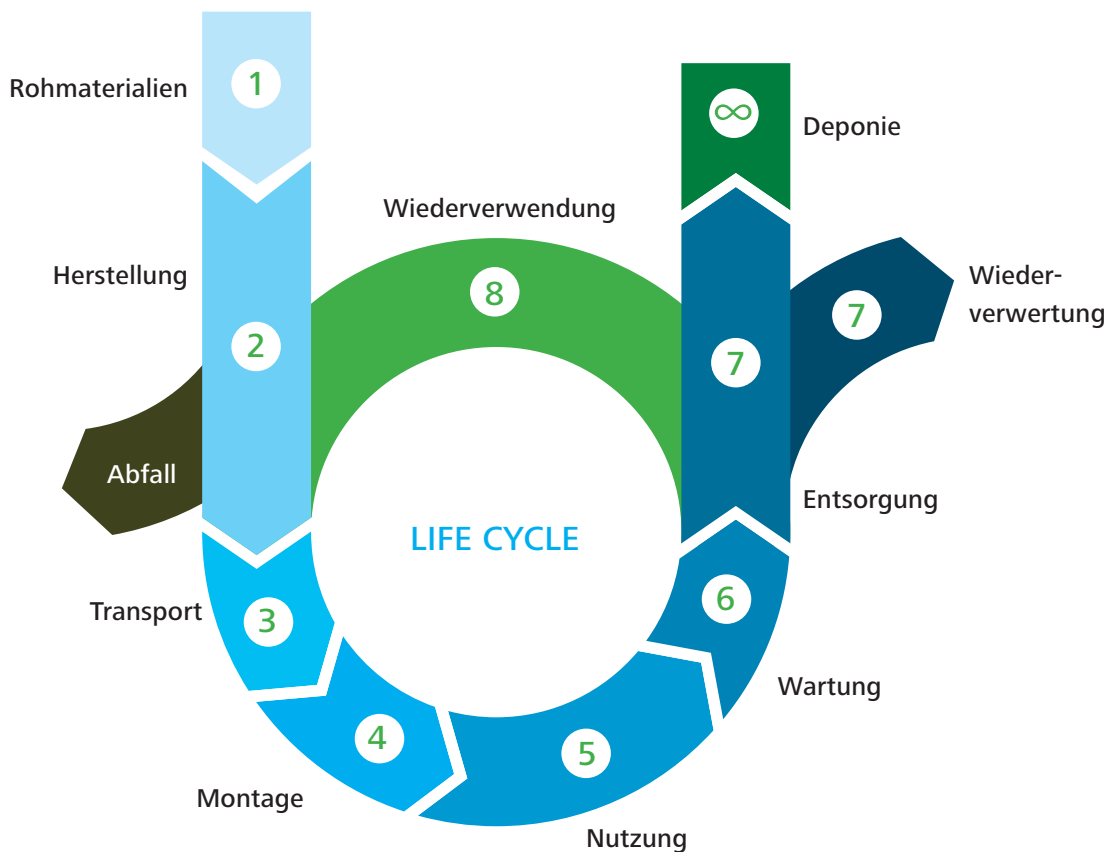 Rohmaterialien
1
∞
Deponie
Wiederverwendung
Herstellung
8
Wieder-
verwertung
7
2
7
Abfall
Entsorgung
LIFE CYCLE
Transport
3
6
Wartung
4
5
Montage
Nutzung